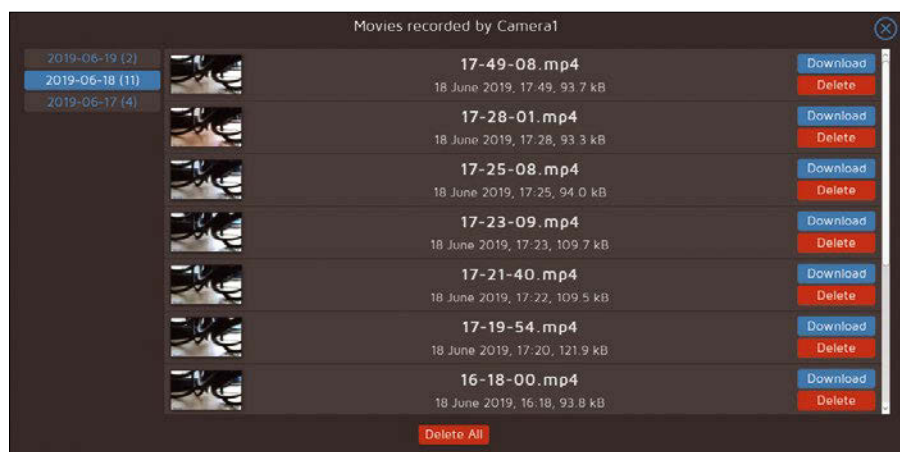 Movies recorded by Camera1
2019-06-19 (2)
2019-06-18 (11)
2019-06-17 (4)
17-49-08.mp4
18 June 2019, 17:49, 93.7 kB
Download
Delete
17-28-01.mp4
18 June 2019, 17:28, 93.3 kB
Download
Delete
17-25-08.mp4
18 June 2019, 17:25, 94.0 kB
Download
Delete
17-23-09.mp4
18 June 2019, 17:23, 109.7 kB
Download
Delete
17-21-40.mp4
18 June 2019, 17:22, 109.5 kB
Download
Delete
17-19-54.mp4
18 June 2019, 17:20, 121.9 kB
Download
Delete
16-18-00.mp4
18 June 2019, 16:18, 93.8 kB
Download
Delete
Delete All